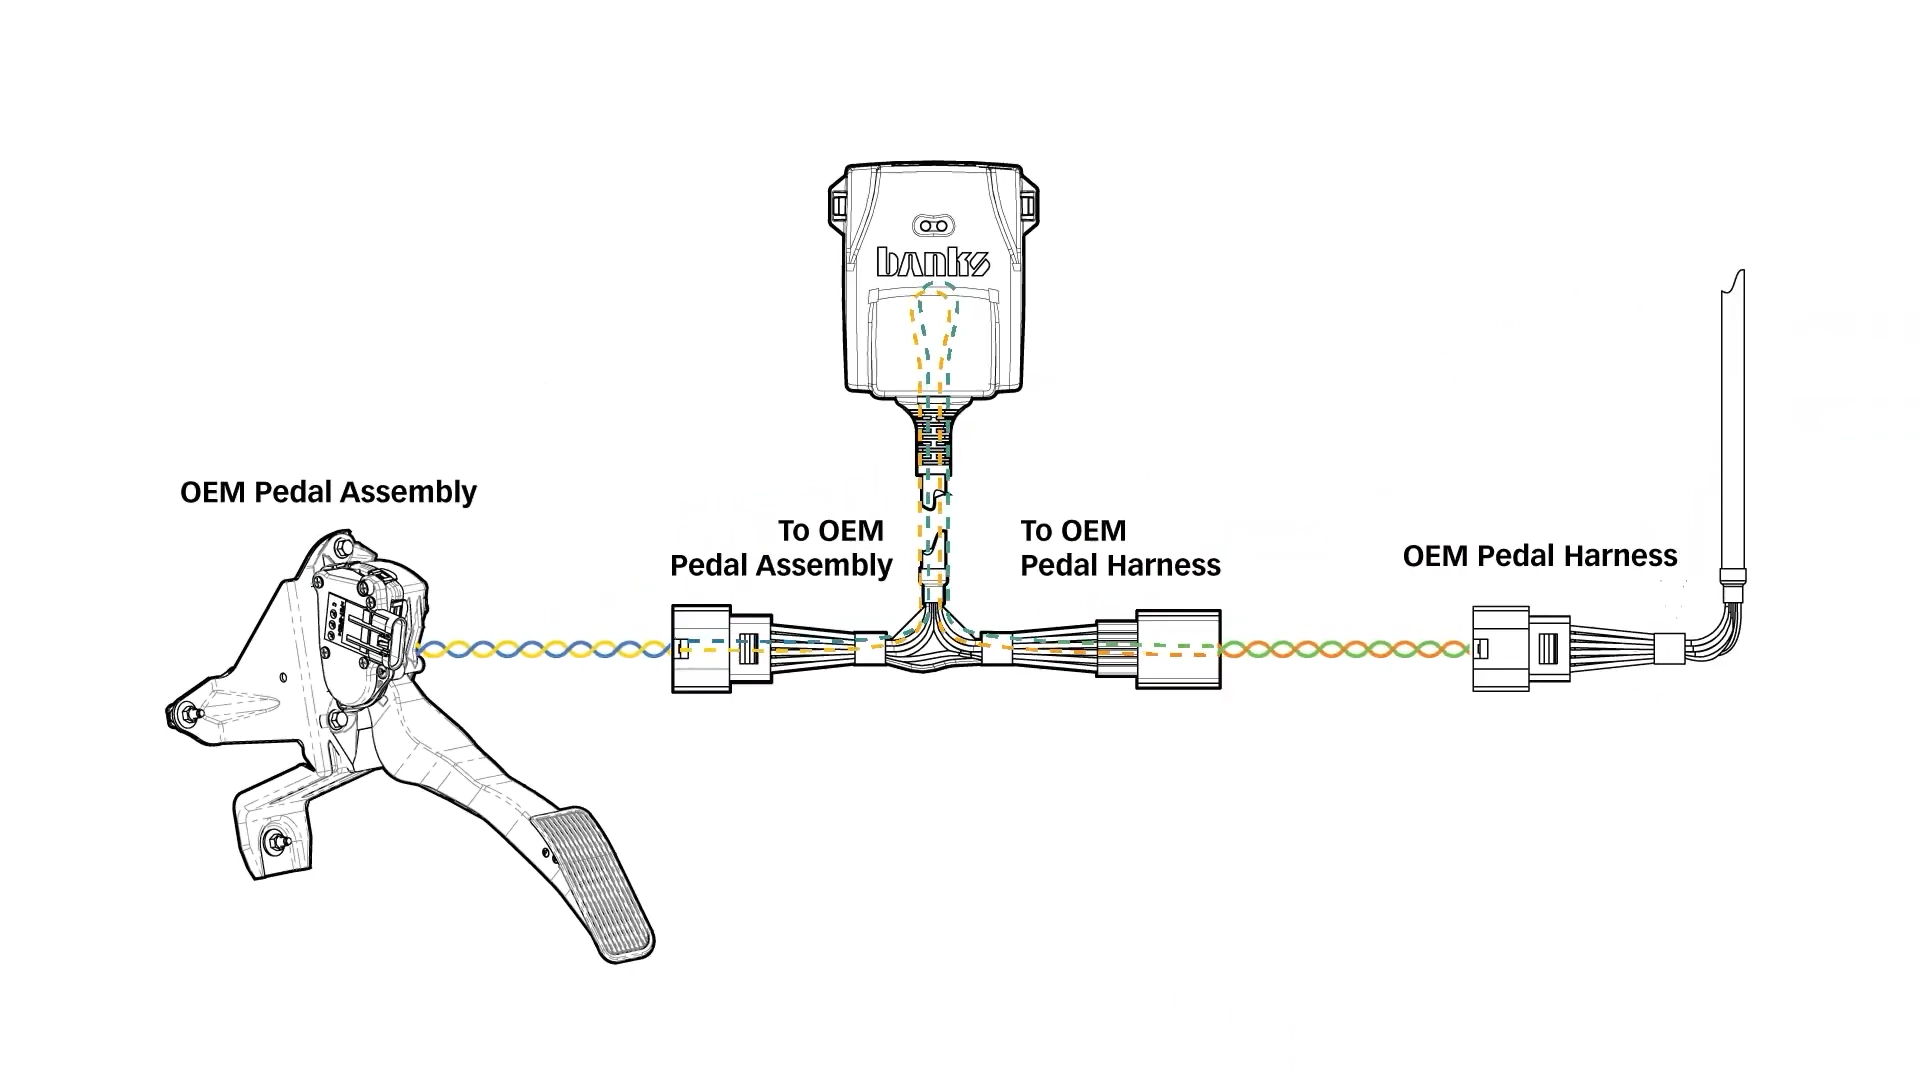 banks
OEM Pedal Assembly
To OEM
Pedal Assembly
To OEM
Pedal Harness
OEM Pedal Harness